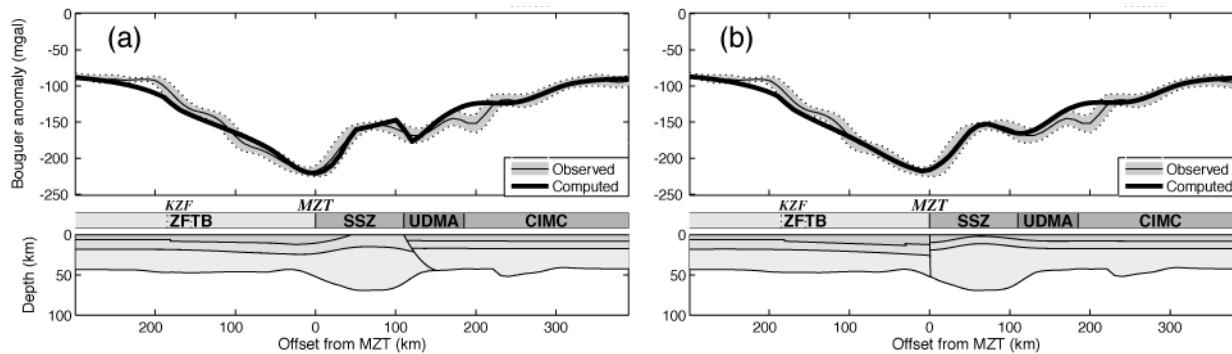 (a)
Bouguer anomaly (mgal)
0
-50
-100
-150
-200
-250
Observed
Computed
KZF
MZT
ZFTB
SSZ
UDMA
CIMC
Depth (km)
0
50
100
200
100
0
100
200
300
Offset from MZT (km)
(b)
0
-50
-100
-150
-200
-250
Observed
Computed
KZF
MZT
ZFTB
SSZ
UDMA
CIMC
0
50
100
200
100
0
100
200
300
Offset from MZT (km)